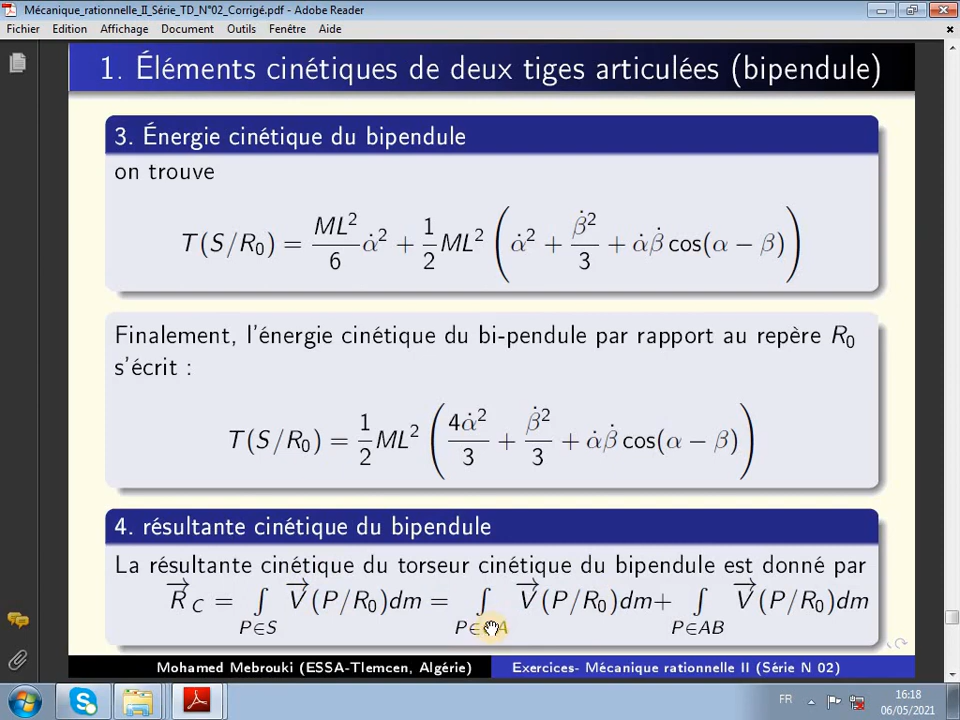 Mécanique_rationnelle_II_Série_TD_N°02_Corrigé.pdf - Adobe Reader
Fichier Edition Affichage Document Outils Fenêtre Aide
1. Éléments cinétiques de deux tiges articulées (bipendule)
3. Énergie cinétique du bipendule
on trouve
T(S/R₀) = ML²/6 α̇² + 1/2 ML² (α̇² + β̇²/3 + α̇β̇ cos(α − β))
Finalement, l'énergie cinétique du bi-pendule par rapport au repère R₀
s'écrit :
T(S/R₀) = 1/2 ML² (4α̇²/3 + β̇²/3 + α̇β̇ cos(α − β))
4. résultante cinétique du bipendule
La résultante cinétique du torseur cinétique du bipendule est donné par
R⃗_C = ∫ V⃗(P/R₀)dm = ∫ V⃗(P/R₀)dm+ ∫ V⃗(P/R₀)dm
P∈S P∈ A P∈AB
Mohamed Mebrouki (ESSA-Tlemcen, Algérie) Exercices- Mécanique rationnelle II (Série N 02)
FR 16:18
06/05/2021